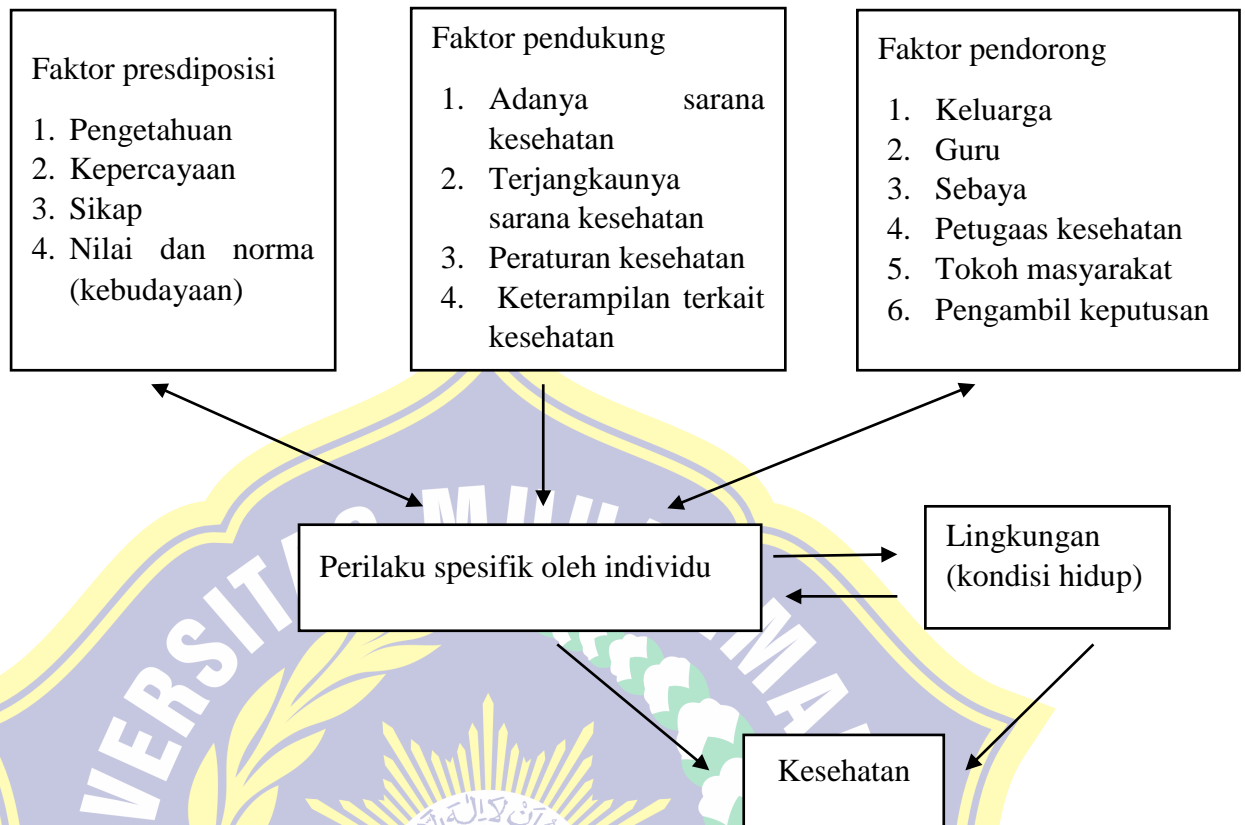 Faktor presdiposisi
1. Pengetahuan
2. Kepercayaan
3. Sikap
4. Nilai dan norma
(kebudayaan)
Faktor pendukung
1. Adanya sarana
kesehatan
2. Terjangkaunya
sarana kesehatan
3. Peraturan kesehatan
4. Keterampilan terkait
kesehatan
Faktor pendorong
1. Keluarga
2. Guru
3. Sebaya
4. Petugaas kesehatan
5. Tokoh masyarakat
6. Pengambil keputusan
Perilaku spesifik oleh individu
Lingkungan
(kondisi hidup)
Kesehatan